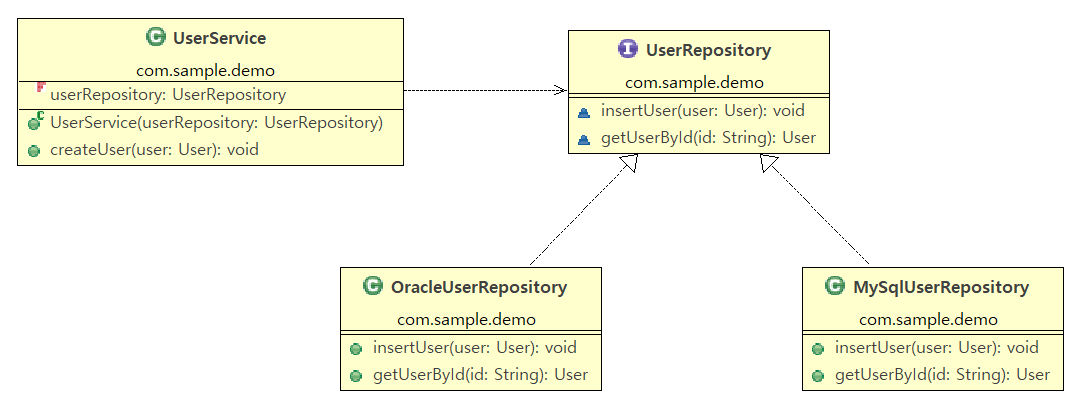 C UserService
com.sample.demo
F userRepository: UserRepository
C UserService(userRepository: UserRepository)
createUser(user: User): void
I UserRepository
com.sample.demo
insertUser(user: User): void
getUserById(id: String): User
C OracleUserRepository
com.sample.demo
insertUser(user: User): void
getUserById(id: String): User
C MySqlUserRepository
com.sample.demo
insertUser(user: User): void
getUserById(id: String): User